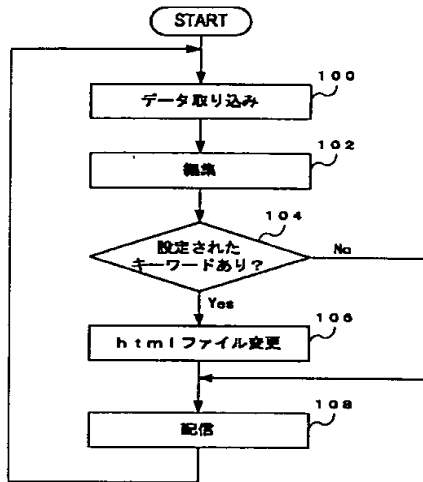 START
100
データ取り込み
102
編集
104
設定された
キーワードあり？
No
Yes
106
htmlファイル変更
108
配信